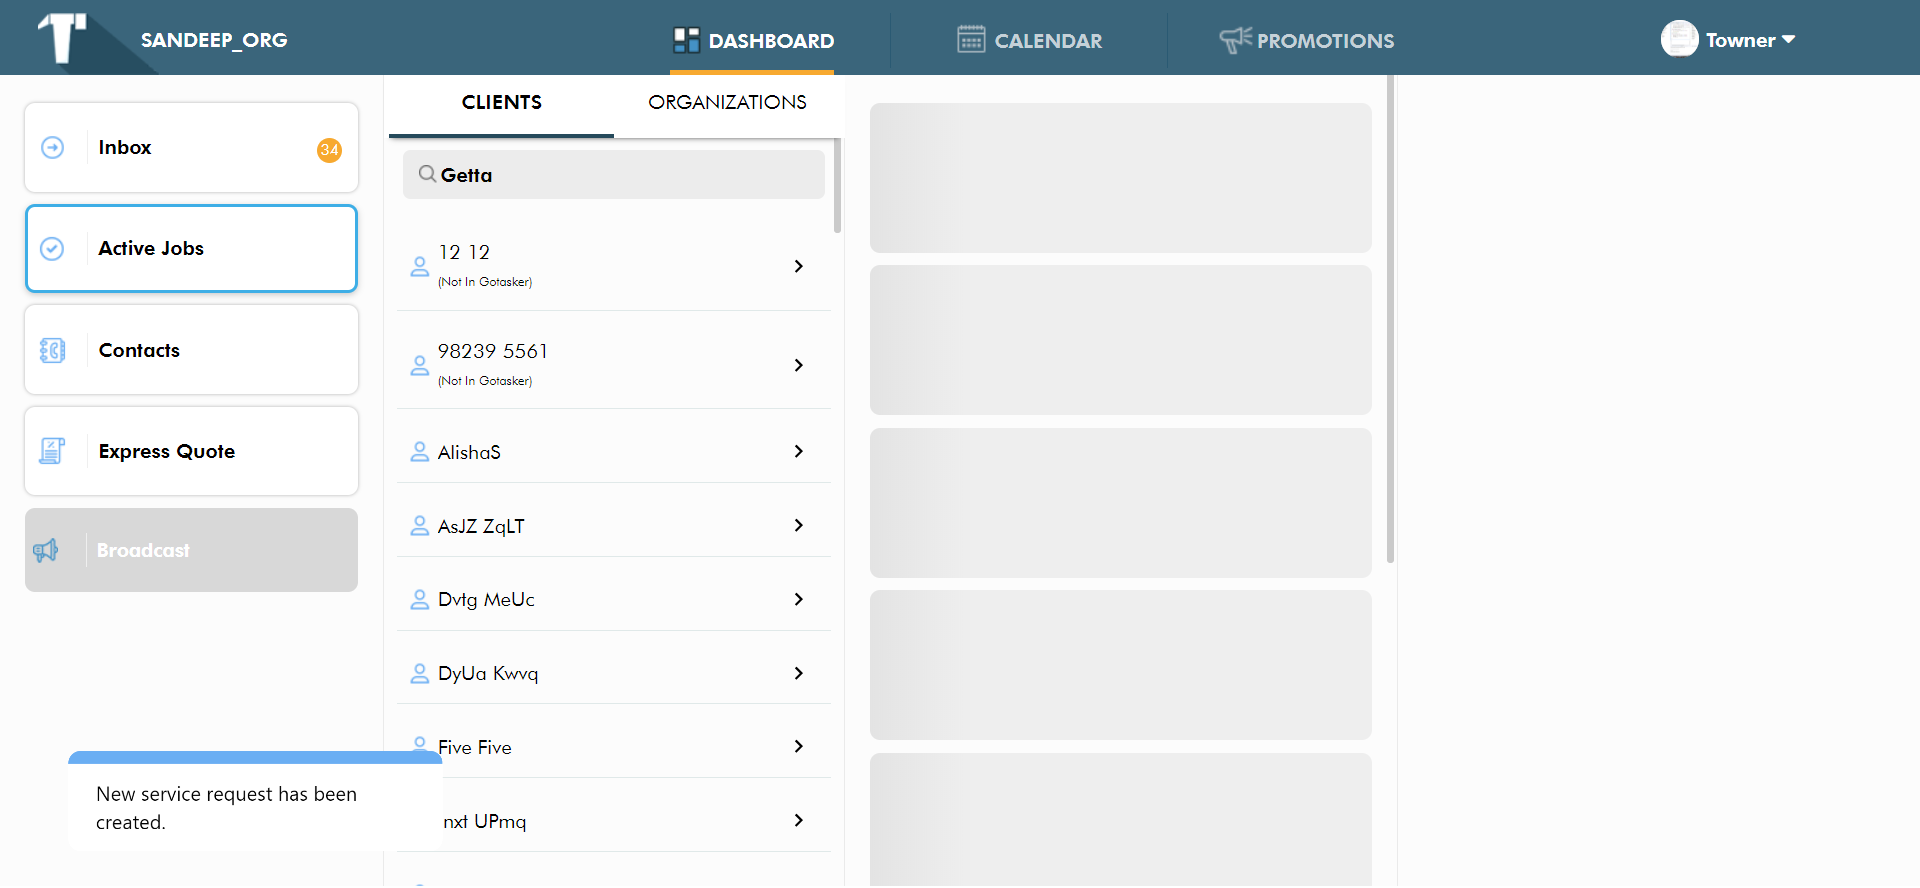 SANDEEP_ORG
DASHBOARD
CALENDAR
PROMOTIONS
Towner
Inbox
34
Active Jobs
Contacts
Express Quote
Broadcast
CLIENTS
ORGANIZATIONS
Getta
12 12
(Not In Gotasker)
98239 5561
(Not In Gotasker)
AlishaS
AsJZ ZqLT
Dvtg MeUc
DyUa Kwvq
Five Five
nxt UPmq
New service request has been
created.